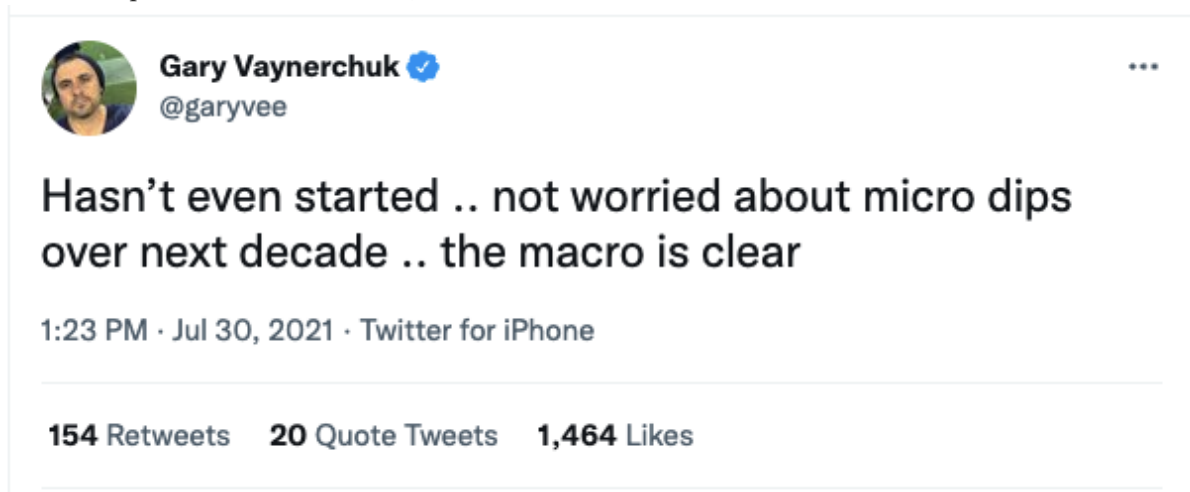 Gary Vaynerchuk
@garyvee
Hasn’t even started .. not worried about micro dips
over next decade .. the macro is clear
1:23 PM · Jul 30, 2021 · Twitter for iPhone
154 Retweets 20 Quote Tweets 1,464 Likes